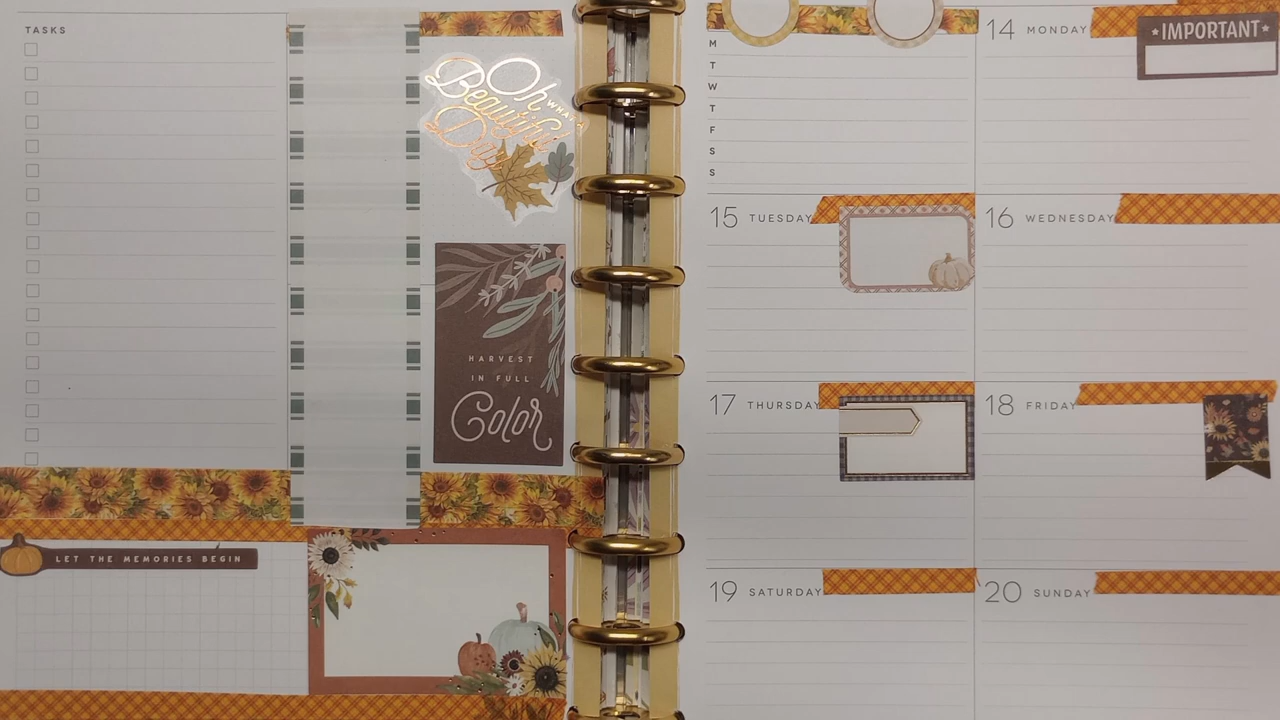 TASKS
Oh
WHAT A
Beautiful
Day
HARVEST
IN FULL
Color
LET THE MEMORIES BEGIN
M
T
W
T
F
S
S
14 MONDAY
IMPORTANT
15 TUESDAY
16 WEDNESDAY
17 THURSDAY
18 FRIDAY
19 SATURDAY
20 SUNDAY